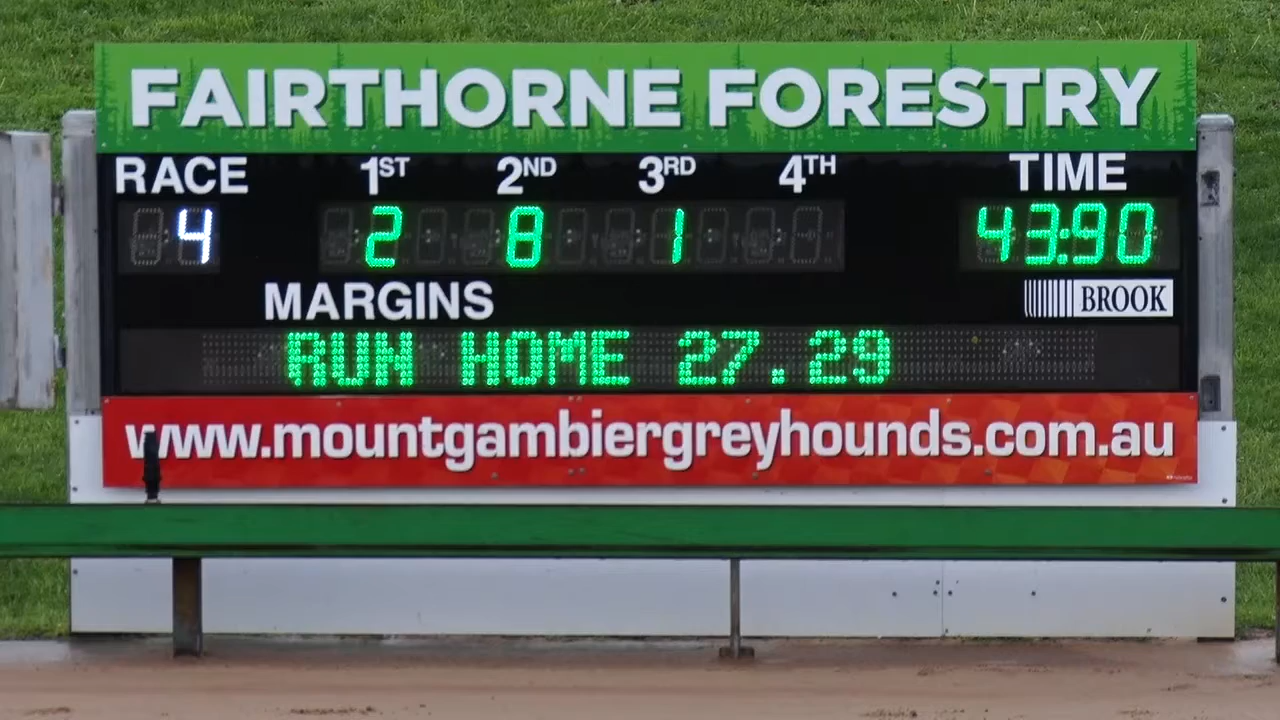 FAIRTHORNE FORESTRY
RACE 1ST 2ND 3RD 4TH TIME
4 2 8 1 43:90
MARGINS BROOK
RUN HOME 27.29
www.mountgambiergreyhounds.com.au